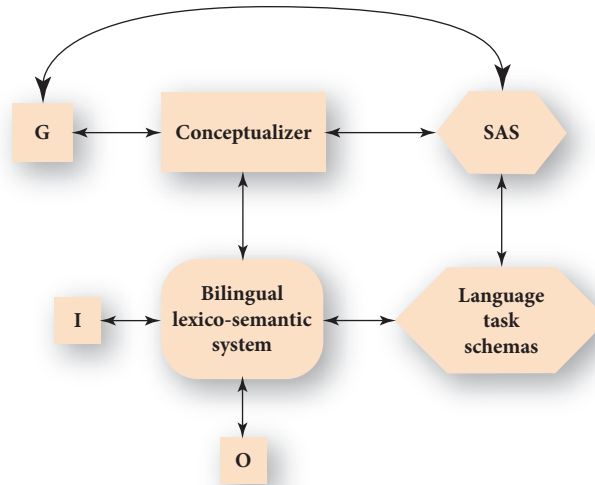 G
Conceptualizer
SAS
Bilingual
lexico-semantic
system
I
Language
task
schemas
O